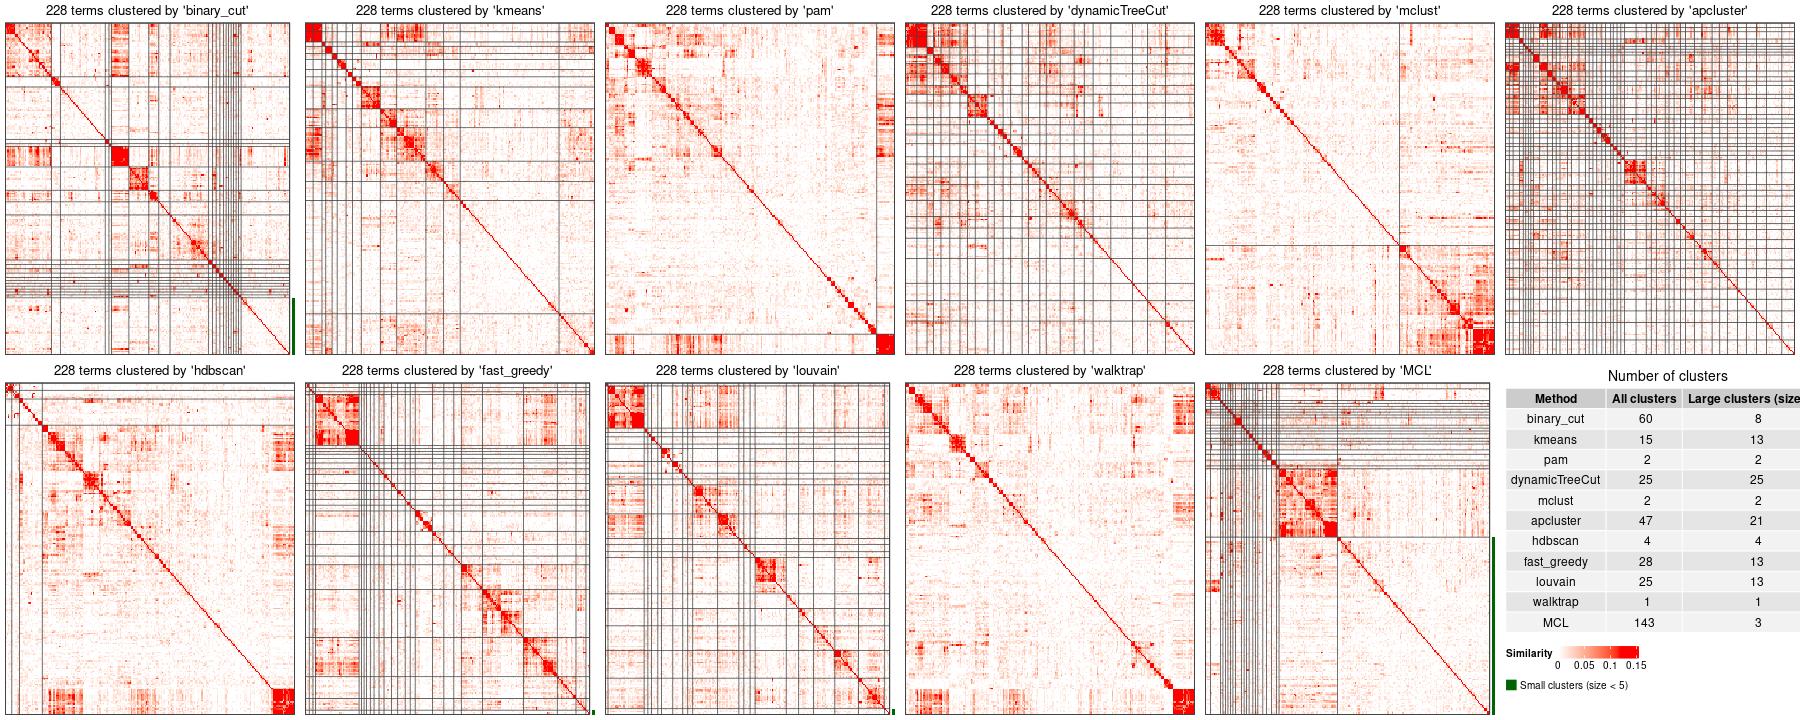 228 terms clustered by 'binary_cut'
228 terms clustered by 'kmeans'
228 terms clustered by 'pam'
228 terms clustered by 'dynamicTreeCut'
228 terms clustered by 'mclust'
228 terms clustered by 'apcluster'
228 terms clustered by 'hdbscan'
228 terms clustered by 'fast_greedy'
228 terms clustered by 'louvain'
228 terms clustered by 'walktrap'
228 terms clustered by 'MCL'
Number of clusters
Method All clusters Large clusters (size
binary_cut 60 8
kmeans 15 13
pam 2 2
dynamicTreeCut 25 25
mclust 2 2
apcluster 47 21
hdbscan 4 4
fast_greedy 28 13
louvain 25 13
walktrap 1 1
MCL 143 3
Similarity
0 0.05 0.1 0.15
Small clusters (size < 5)